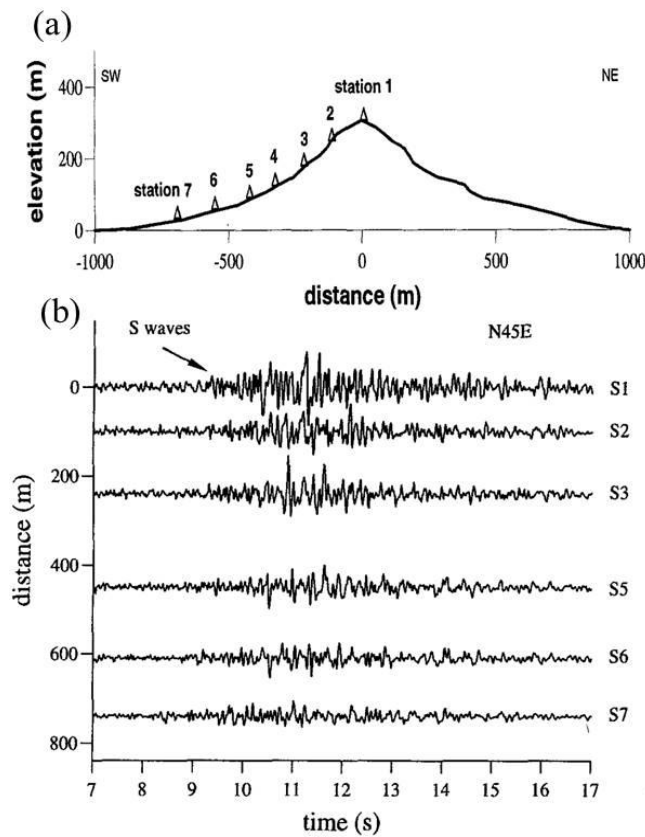 (a)
SW
NE
station 1
2
3
4
5
6
station 7
elevation (m)
400
200
0
-1000
-500
0
500
1000
distance (m)
(b)
S waves
N45E
0
200
400
600
800
distance (m)
S1
S2
S3
S5
S6
S7
7 8 9 10 11 12 13 14 15 16 17
time (s)